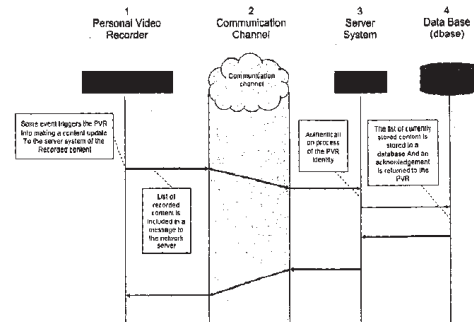 1
Personal Video
Recorder
2
Communication
Channel
3
Server
System
4
Data Base
(dbase)
Communication
channel
Some event triggers the PVR
Into making a content update
To the server system of the
Recorded content
List of
recorded
content is
included in a
message to
the network
server
Authenticati
on process
of the PVR
Identity
The list of currently
stored content is
stored to a
database And an
acknowledgement
is returned to the
PVR